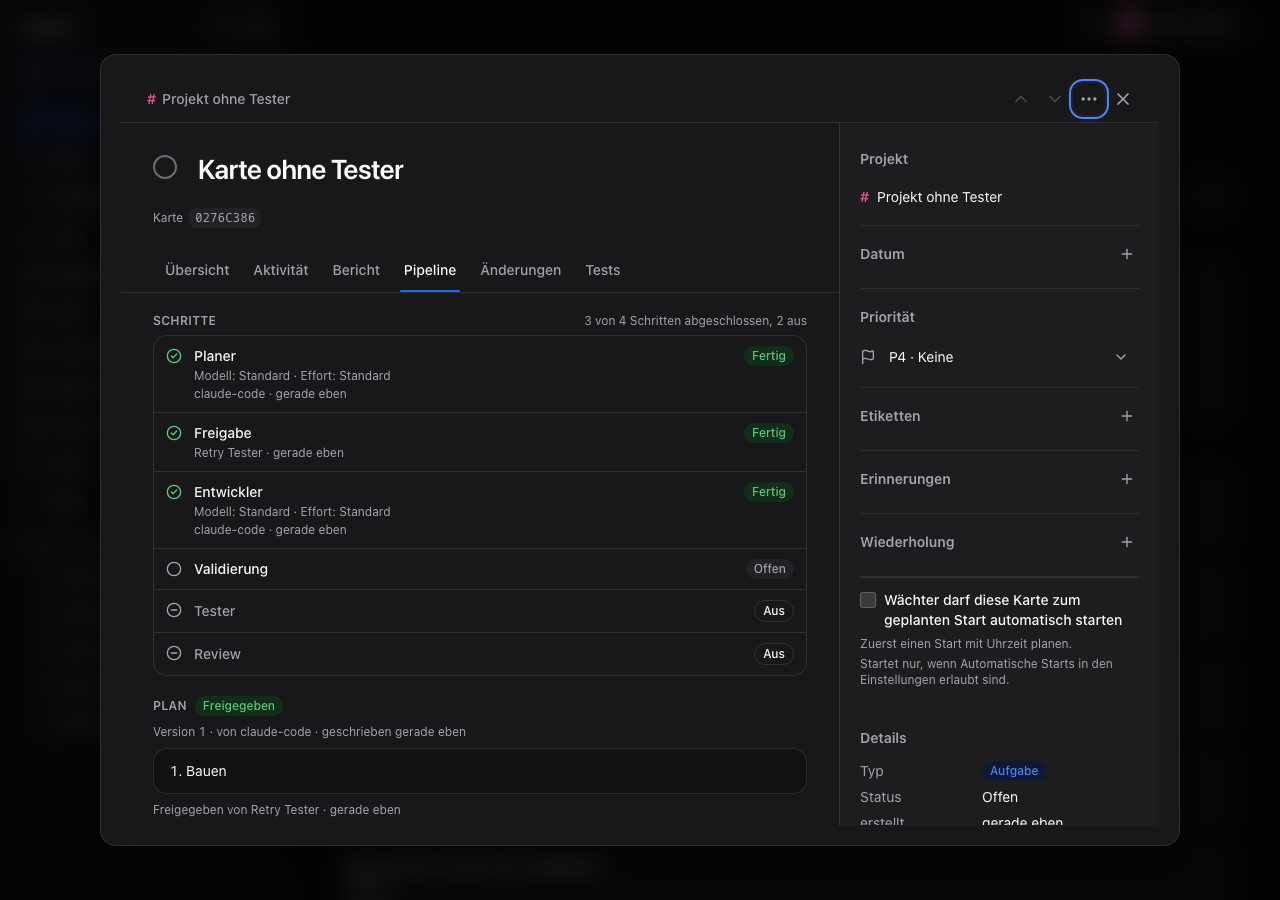 # Projekt ohne Tester
Karte ohne Tester
Karte 0276C386
Übersicht Aktivität Bericht Pipeline Änderungen Tests
SCHRITTE 3 von 4 Schritten abgeschlossen, 2 aus
Planer Fertig
Modell: Standard · Effort: Standard
claude-code · gerade eben
Freigabe Fertig
Retry Tester · gerade eben
Entwickler Fertig
Modell: Standard · Effort: Standard
claude-code · gerade eben
Validierung Offen
Tester Aus
Review Aus
PLAN Freigegeben
Version 1 · von claude-code · geschrieben gerade eben
1. Bauen
Freigegeben von Retry Tester · gerade eben
Projekt
# Projekt ohne Tester
Datum
Priorität
P4 · Keine
Etiketten
Erinnerungen
Wiederholung
Wächter darf diese Karte zum
geplanten Start automatisch starten
Zuerst einen Start mit Uhrzeit planen.
Startet nur, wenn Automatische Starts in den
Einstellungen erlaubt sind.
Details
Typ Aufgabe
Status Offen
erstellt gerade eben